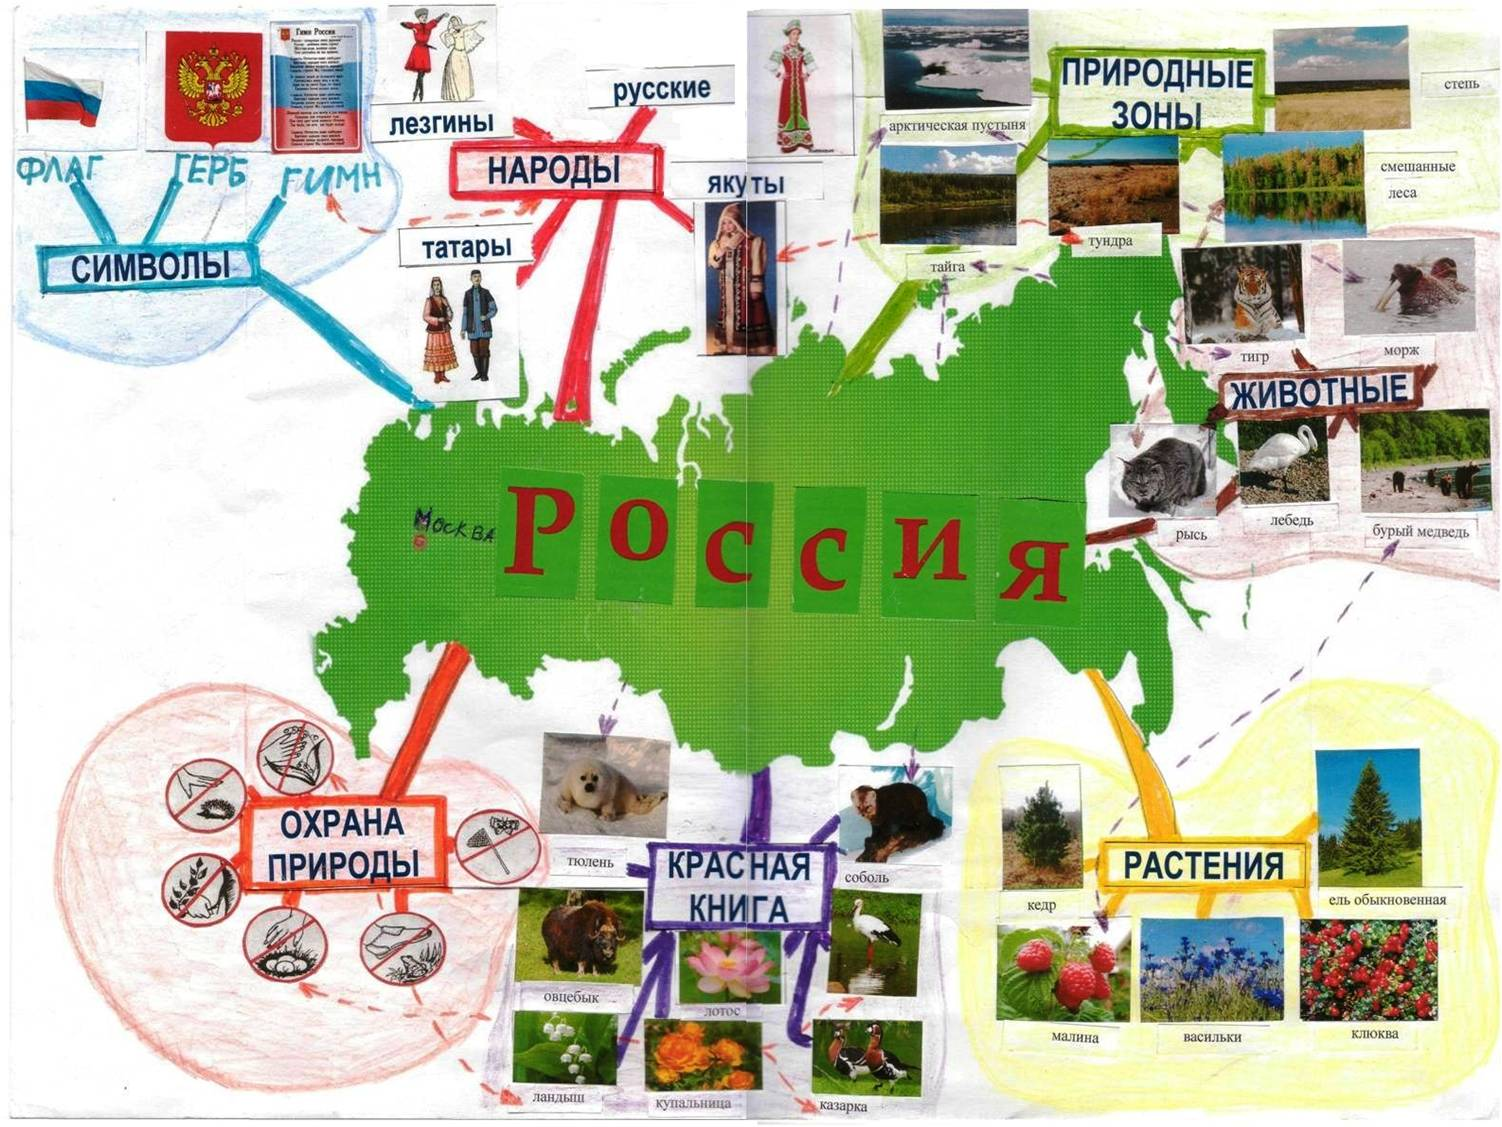 Гимн России
ФЛАГ
ГЕРБ
ГИМН
СИМВОЛЫ
лезгины
русские
НАРОДЫ
якуты
татары
ПРИРОДНЫЕ
ЗОНЫ
арктическая пустыня
степь
смешанные
леса
тундра
тайга
тигр
морж
ЖИВОТНЫЕ
рысь
лебедь
бурый медведь
Москва
Россия
ОХРАНА
ПРИРОДЫ
тюлень
КРАСНАЯ
КНИГА
соболь
овцебык
лотос
ландыш
купальница
казарка
РАСТЕНИЯ
кедр
ель обыкновенная
малина
васильки
клюква